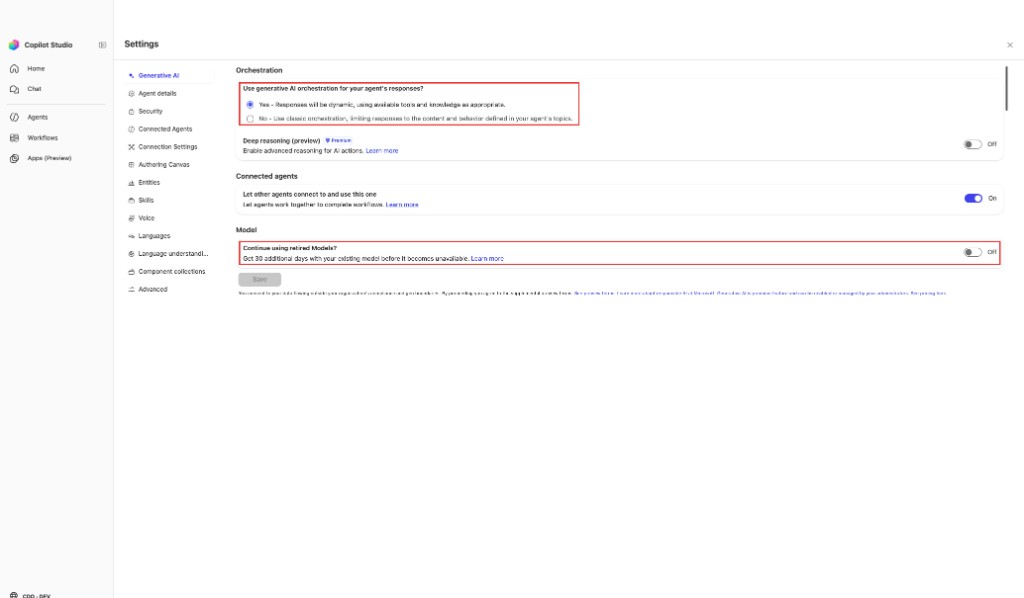 Copilot Studio
Home
Chat
Agents
Workflows
Apps (Preview)
CDD - DEV
Settings
Generative AI
Agent details
Security
Connected Agents
Connection Settings
Authoring Canvas
Entities
Skills
Voice
Languages
Language understandi...
Component collections
Advanced
Orchestration
Use generative AI orchestration for your agent's responses?
Yes - Responses will be dynamic, using available tools and knowledge as appropriate.
No - Use classic orchestration, limiting responses to the content and behavior defined in your agent's topics.
Deep reasoning (preview) Premium
Enable advanced reasoning for AI actions. Learn more
Off
Connected agents
Let other agents connect to and use this one
Let agents work together to complete workflows. Learn more
On
Model
Continue using retired Models?
Get 30 additional days with your existing model before it becomes unavailable. Learn more
Off
Save